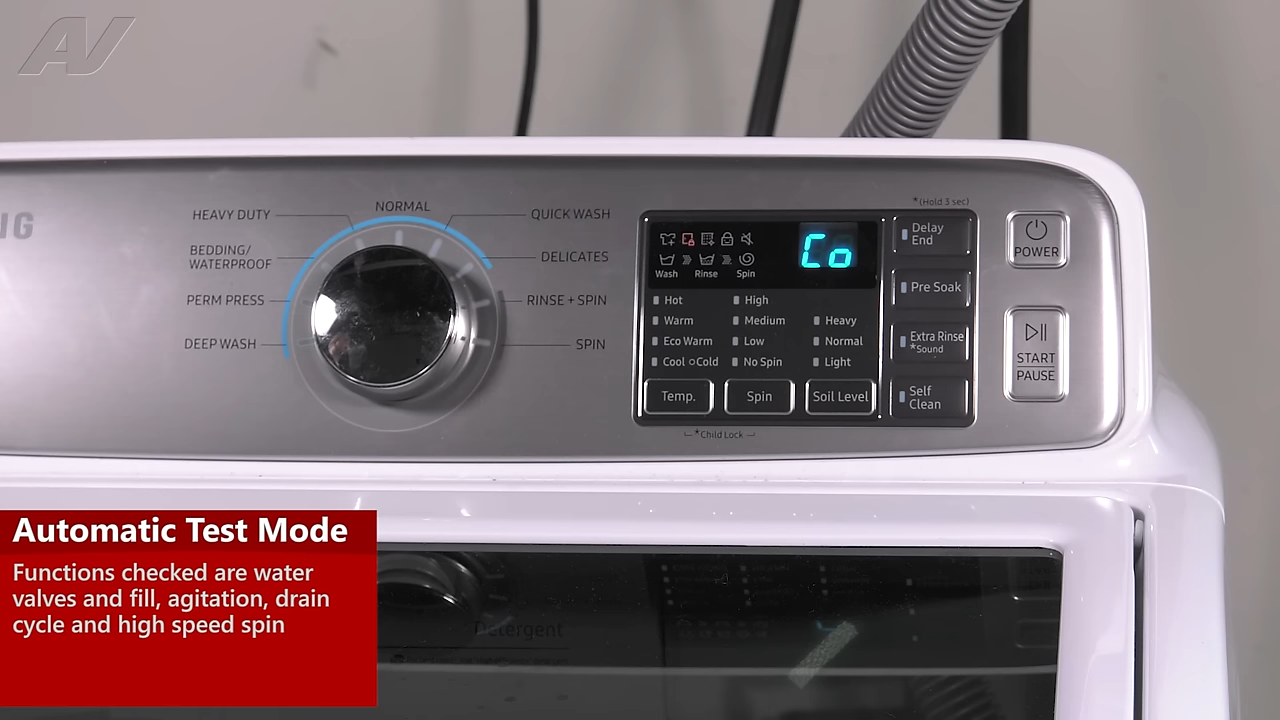 AV
NG
HEAVY DUTY
NORMAL
QUICK WASH
BEDDING/
WATERPROOF
DELICATES
PERM PRESS
RINSE + SPIN
DEEP WASH
SPIN
Wash Rinse Spin
Co
Hot High
Warm Medium Heavy
Eco Warm Low Normal
Cool Cold No Spin Light
Temp. Spin Soil Level
*Child Lock
*(Hold 3 sec)
Delay
End
Pre Soak
Extra Rinse
*Sound
Self
Clean
POWER
START
PAUSE
Automatic Test Mode
Functions checked are water
valves and fill, agitation, drain
cycle and high speed spin
Detergent